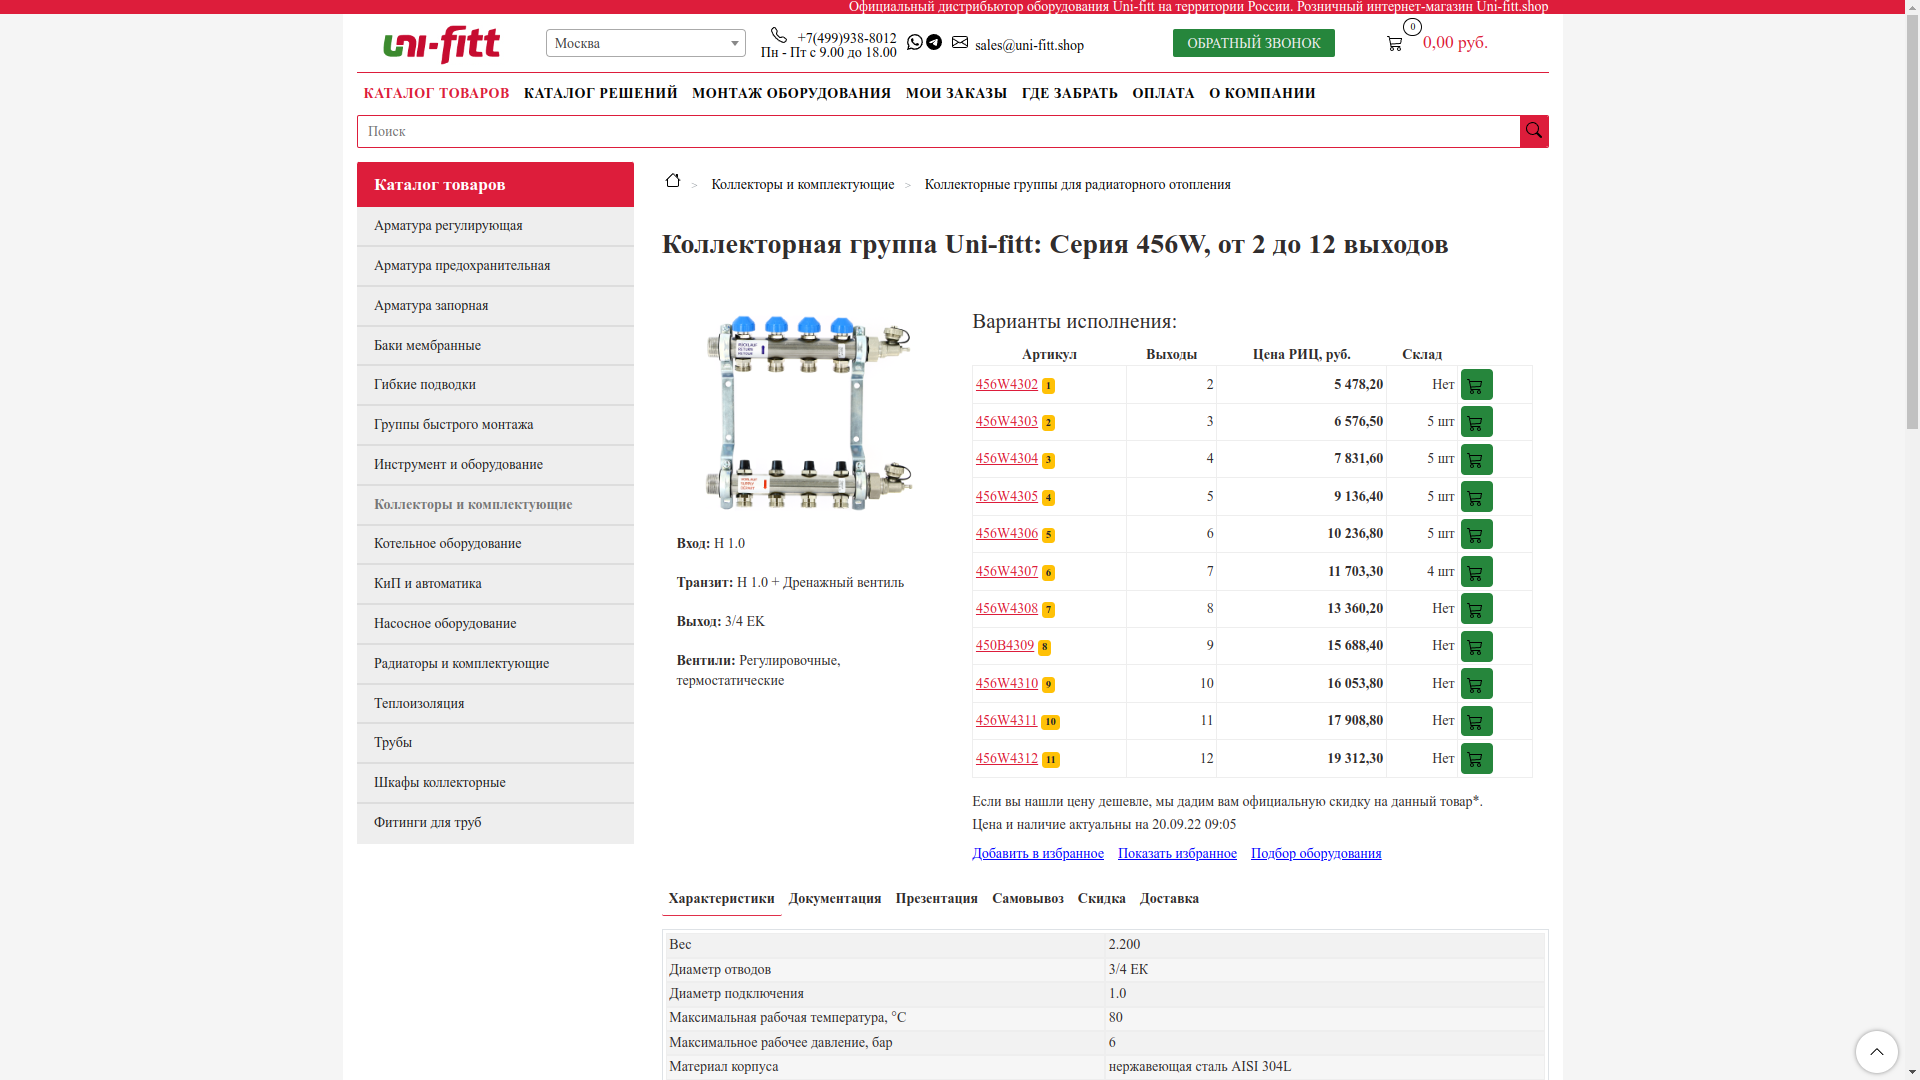 Официальный дистрибьютор оборудования Uni-fitt на территории России. Розничный интернет-магазин Uni-fitt.shop
uni-fitt
Москва
+7(499)938-8012
Пн - Пт с 9.00 до 18.00
sales@uni-fitt.shop
ОБРАТНЫЙ ЗВОНОК
0
0,00 руб.
КАТАЛОГ ТОВАРОВ КАТАЛОГ РЕШЕНИЙ МОНТАЖ ОБОРУДОВАНИЯ МОИ ЗАКАЗЫ ГДЕ ЗАБРАТЬ ОПЛАТА О КОМПАНИИ
Поиск
Каталог товаров
Арматура регулирующая
Арматура предохранительная
Арматура запорная
Баки мембранные
Гибкие подводки
Группы быстрого монтажа
Инструмент и оборудование
Коллекторы и комплектующие
Котельное оборудование
КиП и автоматика
Насосное оборудование
Радиаторы и комплектующие
Теплоизоляция
Трубы
Шкафы коллекторные
Фитинги для труб
> Коллекторы и комплектующие > Коллекторные группы для радиаторного отопления
Коллекторная группа Uni-fitt: Серия 456W, от 2 до 12 выходов
Вход: Н 1.0
Транзит: Н 1.0 + Дренажный вентиль
Выход: 3/4 ЕК
Вентили: Регулировочные,
термостатические
Варианты исполнения:
Артикул Выходы Цена РИЦ, руб. Склад
456W4302 1 2 5 478,20 Нет
456W4303 2 3 6 576,50 5 шт
456W4304 3 4 7 831,60 5 шт
456W4305 4 5 9 136,40 5 шт
456W4306 5 6 10 236,80 5 шт
456W4307 6 7 11 703,30 4 шт
456W4308 7 8 13 360,20 Нет
450B4309 8 9 15 688,40 Нет
456W4310 9 10 16 053,80 Нет
456W4311 10 11 17 908,80 Нет
456W4312 11 12 19 312,30 Нет
Если вы нашли цену дешевле, мы дадим вам официальную скидку на данный товар*.
Цена и наличие актуальны на 20.09.22 09:05
Добавить в избранное Показать избранное Подбор оборудования
Характеристики Документация Презентация Самовывоз Скидка Доставка
Вес 2.200
Диаметр отводов 3/4 ЕК
Диаметр подключения 1.0
Максимальная рабочая температура, °С 80
Максимальное рабочее давление, бар 6
Материал корпуса нержавеющая сталь AISI 304L